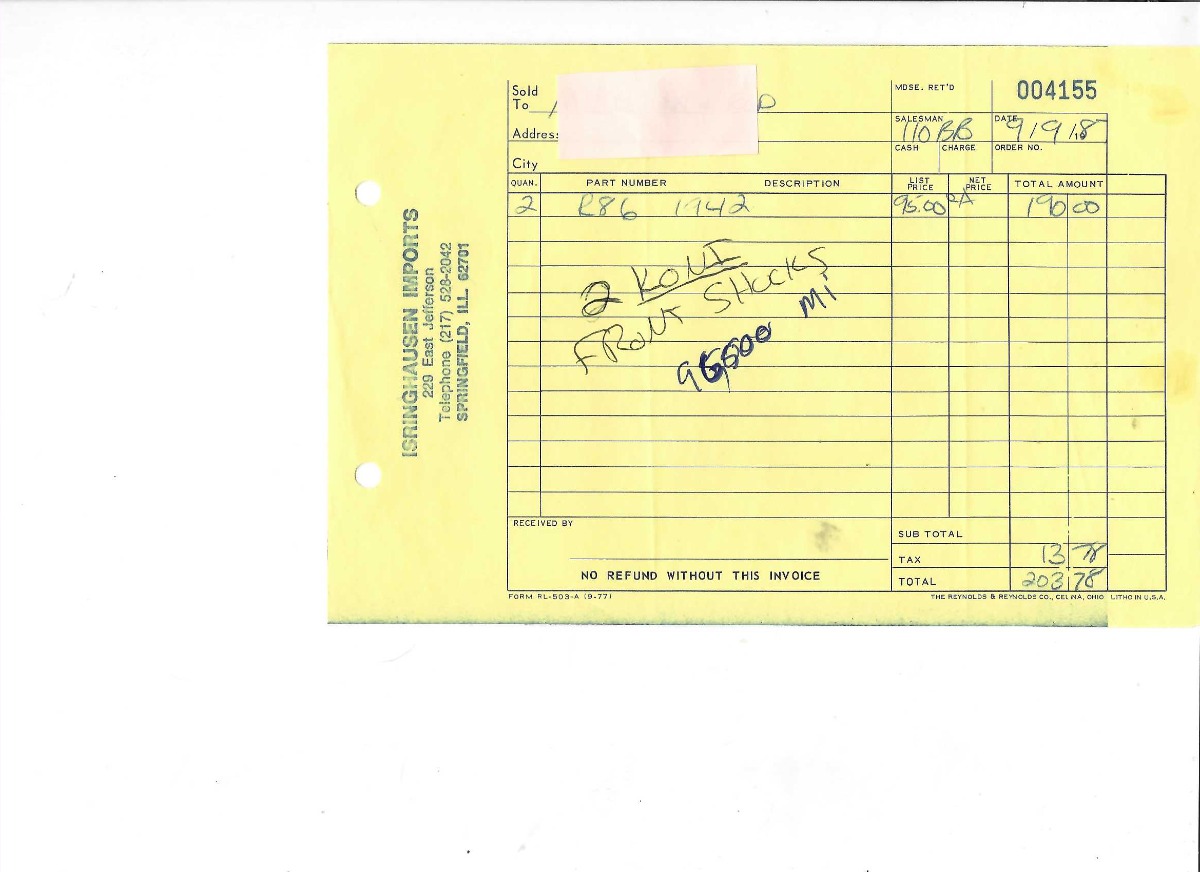 Sold
To
Address
City
MDSE. RET'D
004155
SALESMAN
110 BB
DATE
9/9/18
CASH
CHARGE
ORDER NO.
QUAN.
PART NUMBER
DESCRIPTION
LIST PRICE
NET PRICE
TOTAL AMOUNT
2 R86 1942 95.00 190 00
2 KONI
FRONT SHOCKS
MI
ISRINGHAUSEN IMPORTS
229 East Jefferson
Telephone (217) 528-2042
SPRINGFIELD, ILL. 62701
RECEIVED BY
NO REFUND WITHOUT THIS INVOICE
SUB TOTAL
TAX 13 78
TOTAL 203 78
FORM RL-503-A (9-77)
THE REYNOLDS & REYNOLDS CO., CELINA, OHIO LITHO IN U.S.A.